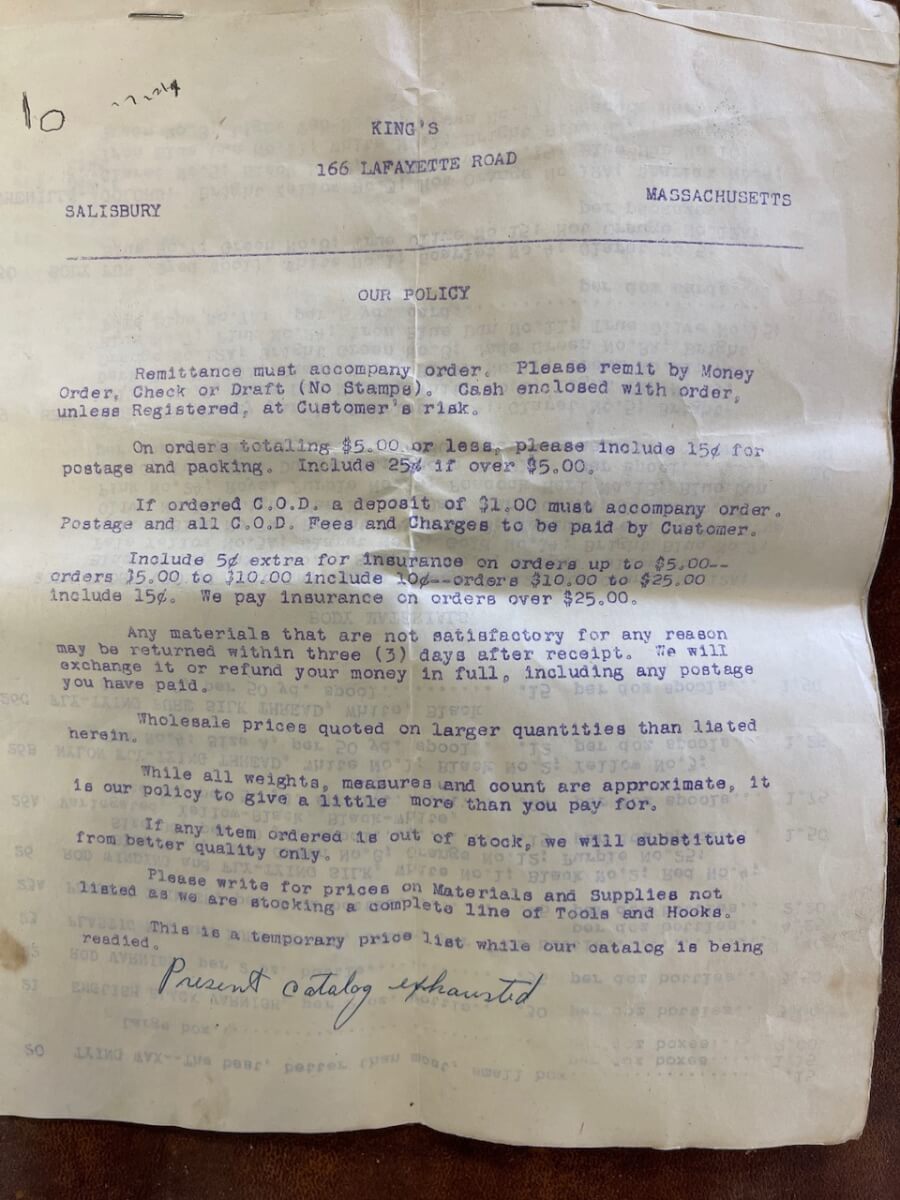 10
KING'S
166 LAFAYETTE ROAD
SALISBURY MASSACHUSETTS
OUR POLICY
Remittance must accompany order. Please remit by Money
Order, Check or Draft (No Stamps). Cash enclosed with order,
unless Registered, at Customer's risk.
On orders totaling $5.00 or less, please include 15¢ for
postage and packing. Include 25¢ if over $5.00.
If ordered C.O.D. a deposit of $1.00 must accompany order.
Postage and all C.O.D. Fees and Charges to be paid by Customer.
Include 5¢ extra for insurance on orders up to $5.00--
orders $5.00 to $10.00 include 10¢--orders $10.00 to $25.00
include 15¢. We pay insurance on orders over $25.00.
Any materials that are not satisfactory for any reason
may be returned within three (3) days after receipt. We will
exchange it or refund your money in full, including any postage
you have paid.
Wholesale prices quoted on larger quantities than listed
herein.
While all weights, measures and count are approximate, it
is our policy to give a little more than you pay for.
If any item ordered is out of stock, we will substitute
from better quality only.
Please write for prices on Materials and Supplies not
listed as we are stocking a complete line of Tools and Hooks.
This is a temporary price list while our catalog is being
readied.
Present catalog exhausted